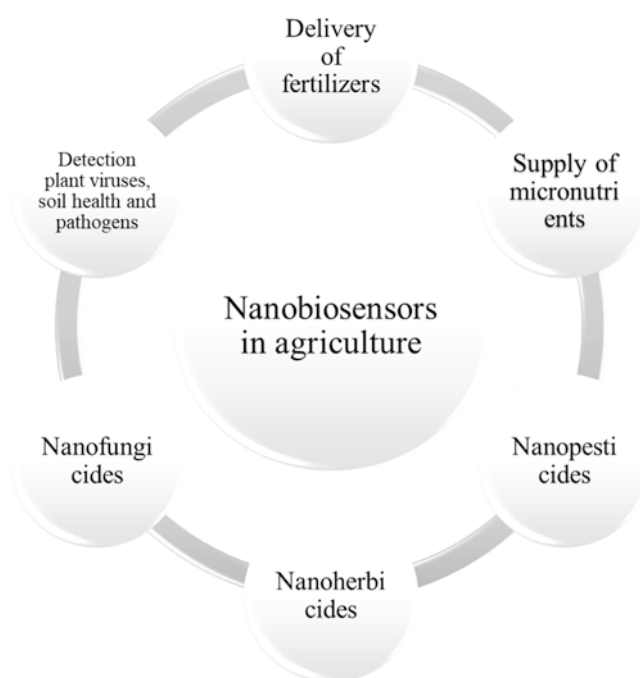 Delivery
of
fertilizers
Supply of
micronutri
ents
Nanopesti
cides
Nanoherbi
cides
Nanofungi
cides
Detection
plant viruses,
soil health and
pathogens
Nanobiosensors
in agriculture